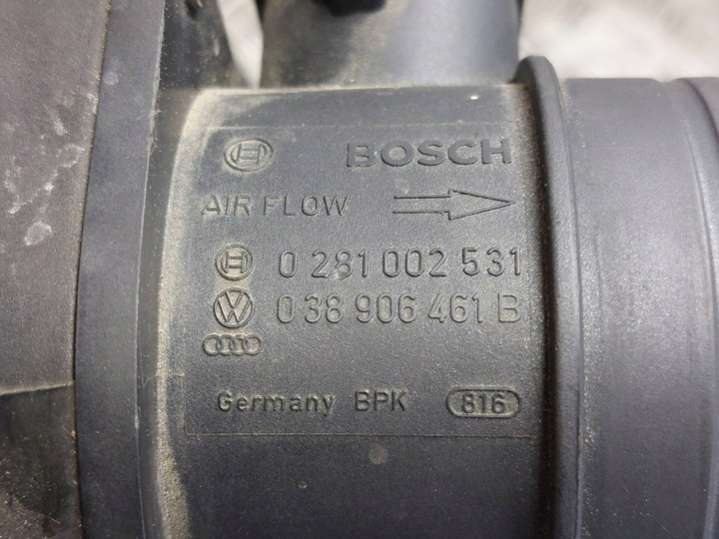 BOSCH
AIR FLOW
0 281 002 531
038 906 461 B
Germany BPK 816